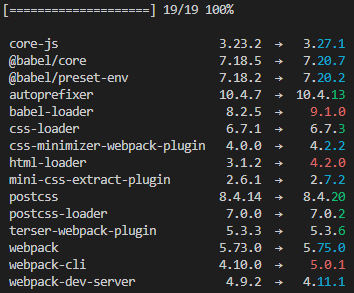 [====================] 19/19 100%
core-js 3.23.2 → 3.27.1
@babel/core 7.18.5 → 7.20.7
@babel/preset-env 7.18.2 → 7.20.2
autoprefixer 10.4.7 → 10.4.13
babel-loader 8.2.5 → 9.1.0
css-loader 6.7.1 → 6.7.3
css-minimizer-webpack-plugin 4.0.0 → 4.2.2
html-loader 3.1.2 → 4.2.0
mini-css-extract-plugin 2.6.1 → 2.7.2
postcss 8.4.14 → 8.4.20
postcss-loader 7.0.0 → 7.0.2
terser-webpack-plugin 5.3.3 → 5.3.6
webpack 5.73.0 → 5.75.0
webpack-cli 4.10.0 → 5.0.1
webpack-dev-server 4.9.2 → 4.11.1